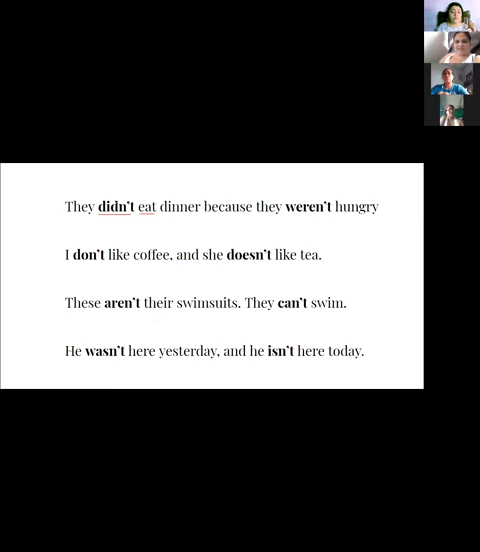 They didn't eat dinner because they weren't hungry
I don't like coffee, and she doesn't like tea.
These aren't their swimsuits. They can't swim.
He wasn't here yesterday, and he isn't here today.